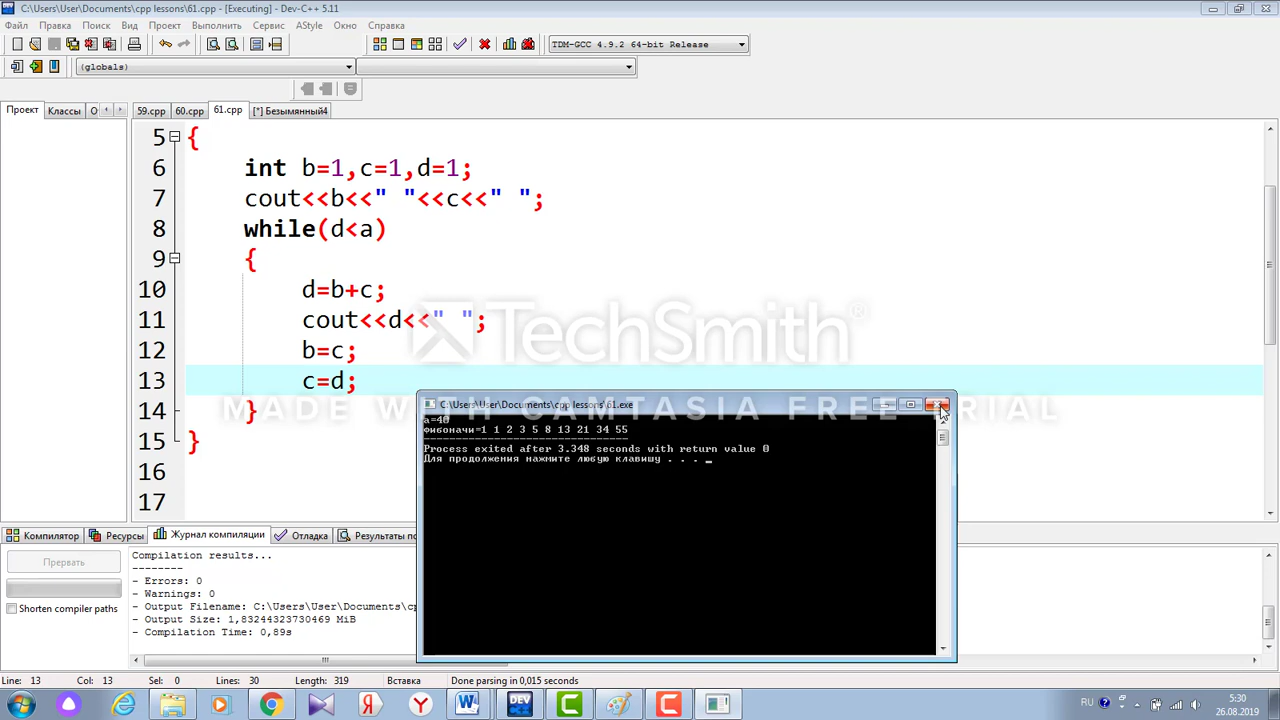 C:\Users\User\Documents\cpp lessons\61.cpp - [Executing] - Dev-C++ 5.11
Файл Правка Поиск Вид Проект Выполнить Сервис AStyle Окно Справка
TDM-GCC 4.9.2 64-bit Release
(globals)
Проект Классы О 59.cpp 60.cpp 61.cpp [*] Безымянный4
5 {
6 int b=1,c=1,d=1;
7 cout<<b<<" "<<c<<" ";
8 while(d<a)
9 {
10 d=b+c;
11 cout<<d<<" ";
12 b=c;
13 c=d;
14 }
15 }
16
17
TechSmith®
MADE WITH CAMTASIA FREE TRIAL
C:\Users\User\Documents\cpp lessons\61.exe
a=40
фибоначи=1 1 2 3 5 8 13 21 34 55
--------------------------------
Process exited after 3.348 seconds with return value 0
Для продолжения нажмите любую клавишу . . . _
Компилятор Ресурсы Журнал компиляции Отладка Результаты по
Прервать
Shorten compiler paths
Compilation results...
--------
- Errors: 0
- Warnings: 0
- Output Filename: C:\Users\User\Documents\cp
- Output Size: 1,83244323730469 MiB
- Compilation Time: 0,89s
Line: 13 Col: 13 Sel: 0 Lines: 30 Length: 319 Вставка Done parsing in 0,015 seconds
RU 5:30
26.08.2019